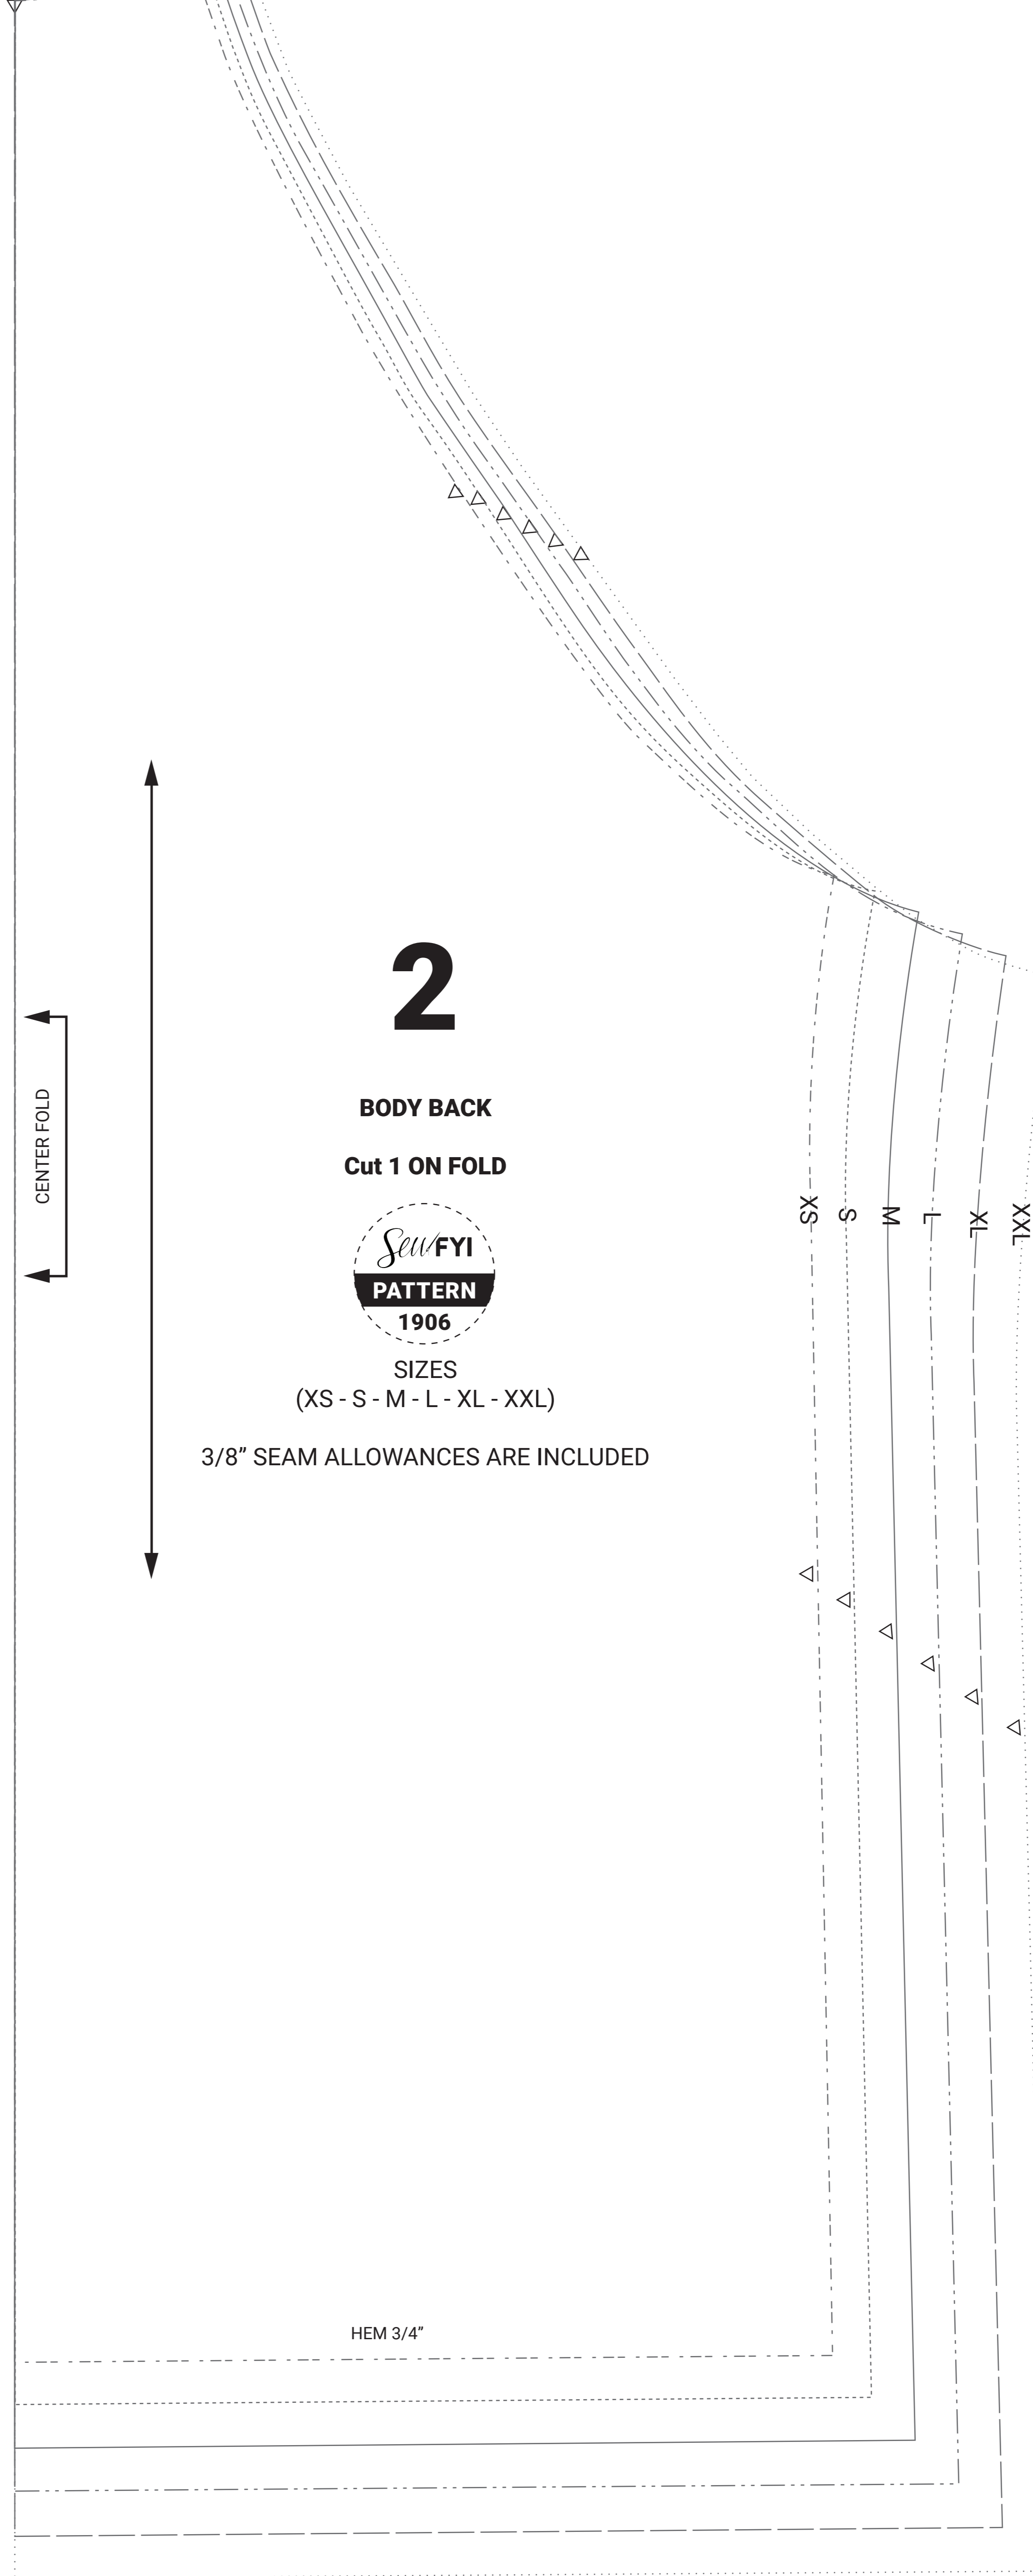 2
BODY BACK
Cut 1 ON FOLD
CENTER FOLD
Sew FYI
PATTERN
1906
SIZES
(XS - S - M - L - XL - XXL)
3/8” SEAM ALLOWANCES ARE INCLUDED
XS
S
M
L
XL
XXL
HEM 3/4”